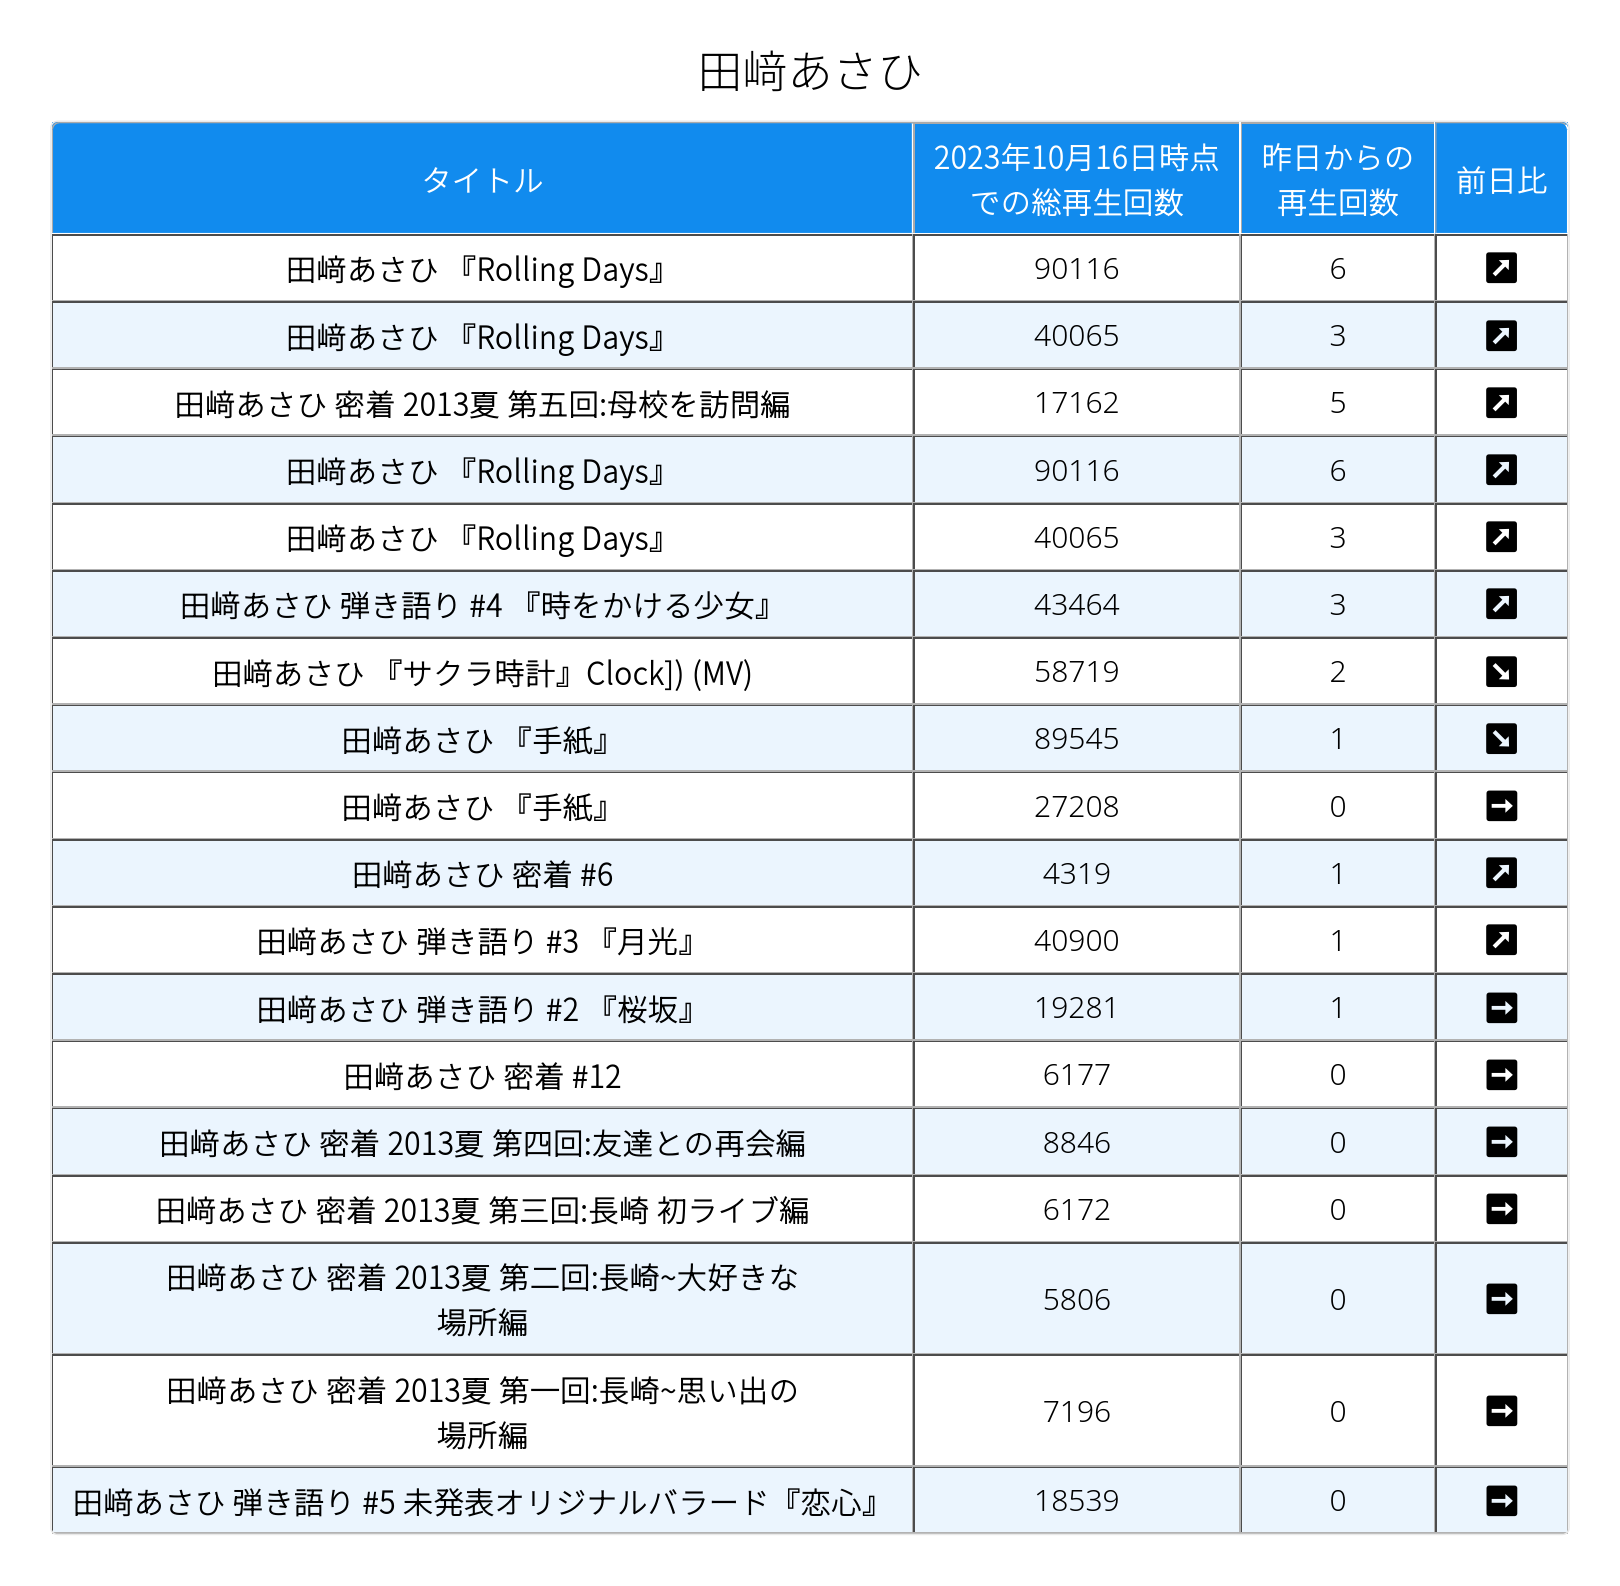 田﨑あさひ
タイトル 2023年10月16日時点 昨日からの 前日比
での総再生回数 再生回数
田﨑あさひ 『Rolling Days』 90116 6
田﨑あさひ 『Rolling Days』 40065 3
田﨑あさひ 密着 2013夏 第五回:母校を訪問編 17162 5
田﨑あさひ 『Rolling Days』 90116 6
田﨑あさひ 『Rolling Days』 40065 3
田﨑あさひ 弾き語り #4 『時をかける少女』 43464 3
田﨑あさひ 『サクラ時計』Clock]) (MV) 58719 2
田﨑あさひ 『手紙』 89545 1
田﨑あさひ 『手紙』 27208 0
田﨑あさひ 密着 #6 4319 1
田﨑あさひ 弾き語り #3 『月光』 40900 1
田﨑あさひ 弾き語り #2 『桜坂』 19281 1
田﨑あさひ 密着 #12 6177 0
田﨑あさひ 密着 2013夏 第四回:友達との再会編 8846 0
田﨑あさひ 密着 2013夏 第三回:長崎 初ライブ編 6172 0
田﨑あさひ 密着 2013夏 第二回:長崎~大好きな
場所編 5806 0
田﨑あさひ 密着 2013夏 第一回:長崎~思い出の
場所編 7196 0
田﨑あさひ 弾き語り #5 未発表オリジナルバラード『恋心』 18539 0